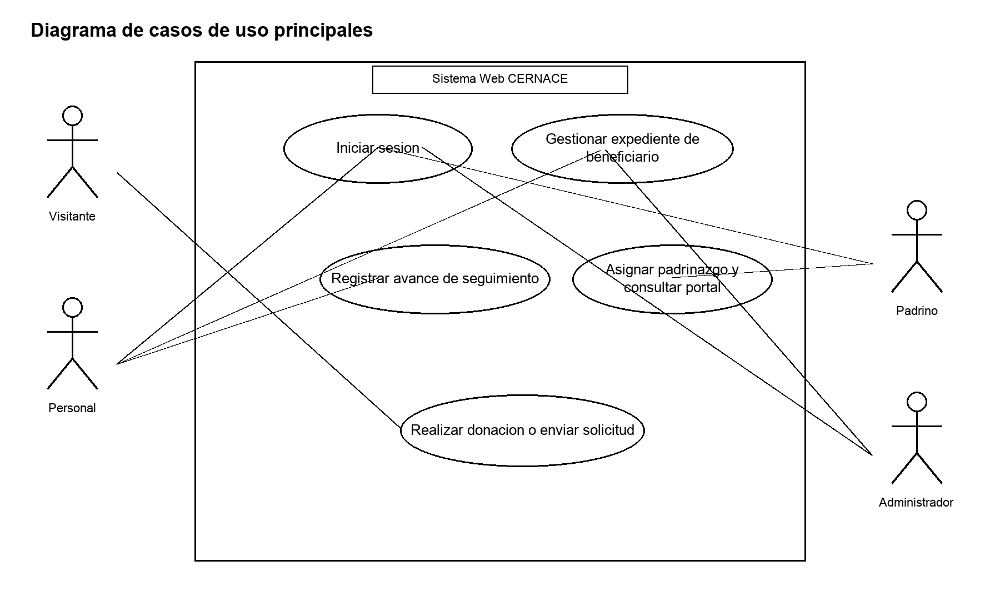 Diagrama de casos de uso principales
Sistema Web CERNACE
Iniciar sesion
Gestionar expediente de
beneficiario
Visitante
Registrar avance de seguimiento
Asignar padrinazgo y
consultar portal
Padrino
Personal
Realizar donacion o enviar solicitud
Administrador